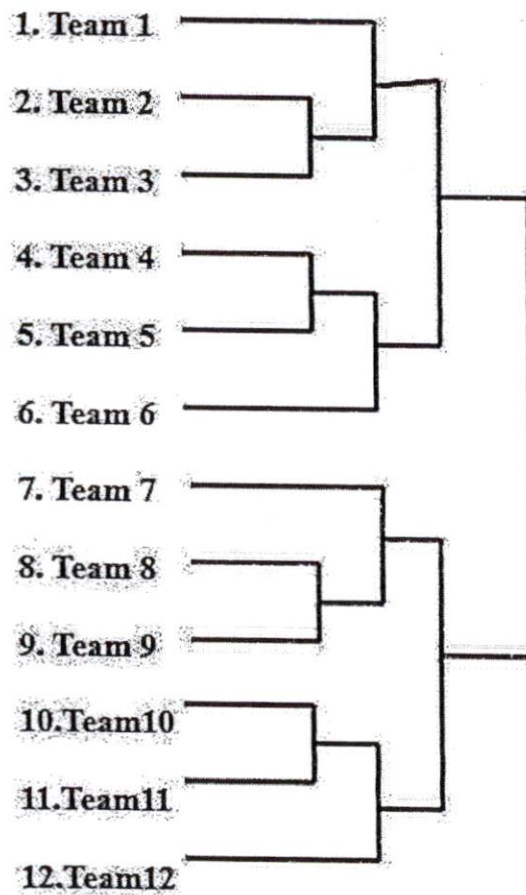 1. Team 1
2. Team 2
3. Team 3
4. Team 4
5. Team 5
6. Team 6
7. Team 7
8. Team 8
9. Team 9
10.Team10
11.Team11
12.Team12